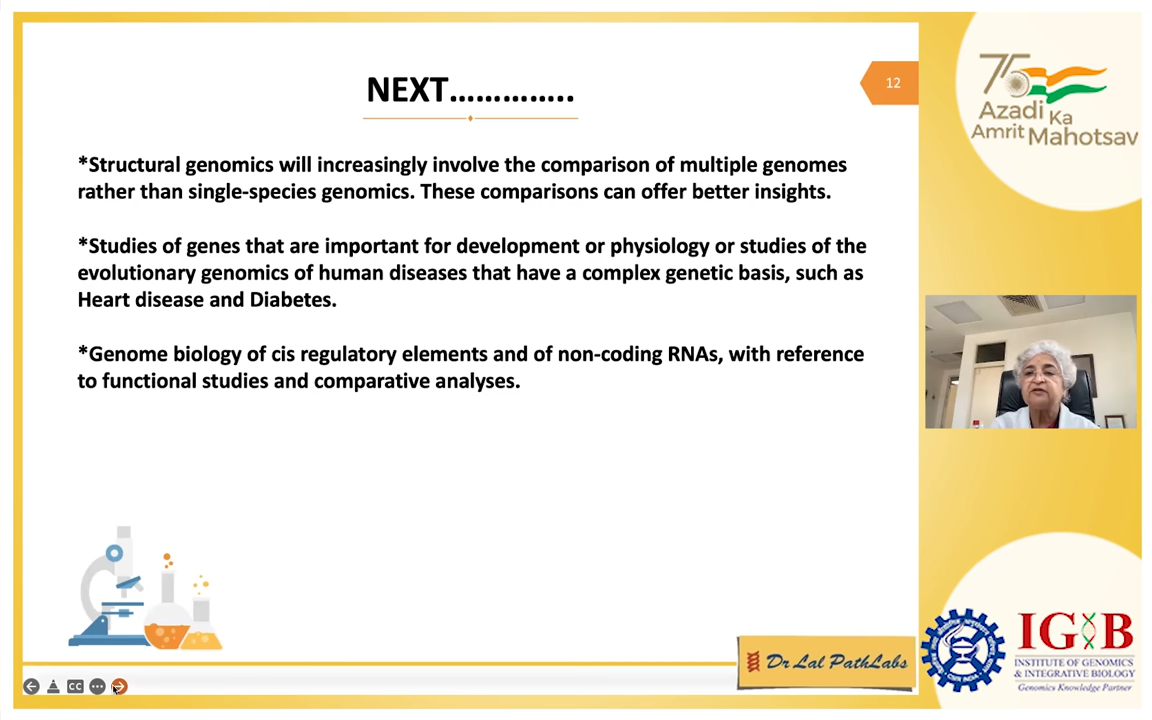 NEXT.............
12
*Structural genomics will increasingly involve the comparison of multiple genomes
rather than single-species genomics. These comparisons can offer better insights.
*Studies of genes that are important for development or physiology or studies of the
evolutionary genomics of human diseases that have a complex genetic basis, such as
Heart disease and Diabetes.
*Genome biology of cis regulatory elements and of non-coding RNAs, with reference
to functional studies and comparative analyses.
75
Azadi Ka
Amrit Mahotsav
Dr Lal PathLabs
IGIB
INSTITUTE OF GENOMICS
& INTEGRATIVE BIOLOGY
Genomics Knowledge Partner
CC